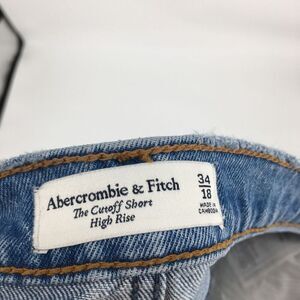 Abercrombie & Fitch
The Cutoff Short
High Rise
34
18
MADE IN
CAMBODIA